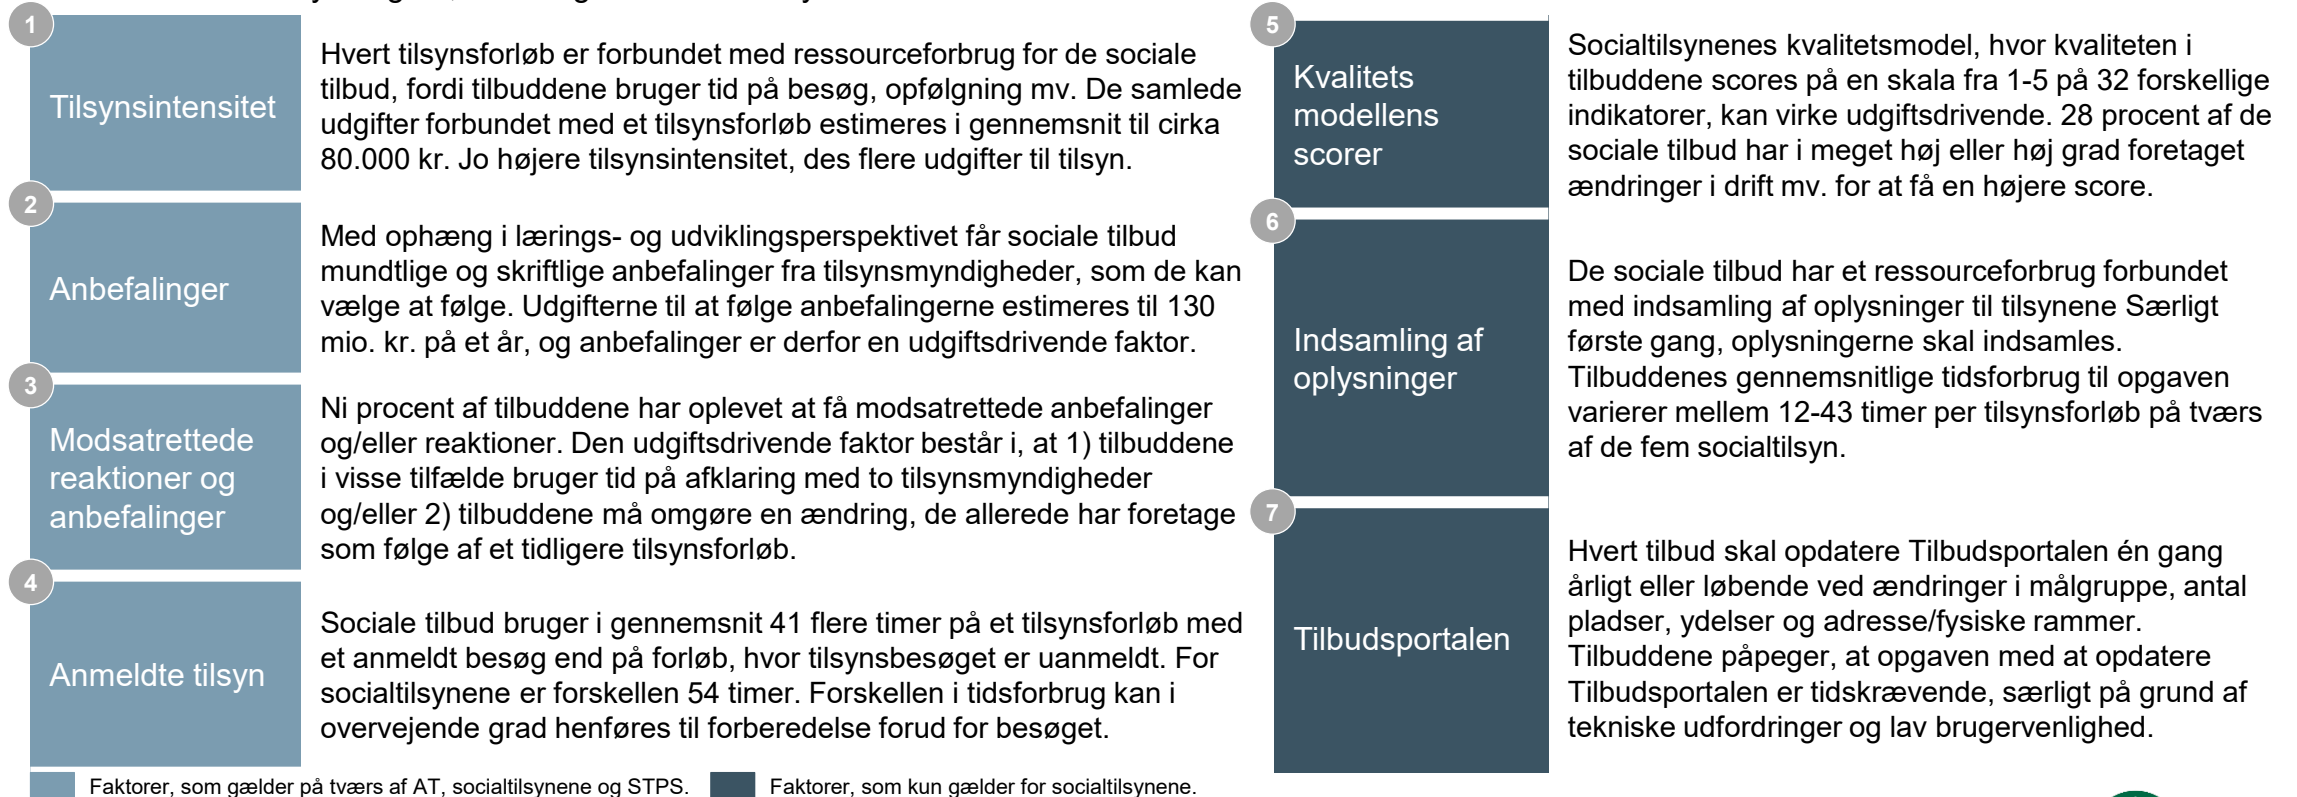 1
Tilsynsintensitet
Hvert tilsynsforløb er forbundet med ressourceforbrug for de sociale
tilbud, fordi tilbuddene bruger tid på besøg, opfølgning mv. De samlede
udgifter forbundet med et tilsynsforløb estimeres i gennemsnit til cirka
80.000 kr. Jo højere tilsynsintensitet, des flere udgifter til tilsyn.
2
Anbefalinger
Med ophæng i lærings- og udviklingsperspektivet får sociale tilbud
mundtlige og skriftlige anbefalinger fra tilsynsmyndigheder, som de kan
vælge at følge. Udgifterne til at følge anbefalingerne estimeres til 130
mio. kr. på et år, og anbefalinger er derfor en udgiftsdrivende faktor.
3
Modsatrettede
reaktioner og
anbefalinger
Ni procent af tilbuddene har oplevet at få modsatrettede anbefalinger
og/eller reaktioner. Den udgiftsdrivende faktor består i, at 1) tilbuddene
i visse tilfælde bruger tid på afklaring med to tilsynsmyndigheder
og/eller 2) tilbuddene må omgøre en ændring, de allerede har foretage
som følge af et tidligere tilsynsforløb.
4
Anmeldte tilsyn
Sociale tilbud bruger i gennemsnit 41 flere timer på et tilsynsforløb med
et anmeldt besøg end på forløb, hvor tilsynsbesøget er uanmeldt. For
socialtilsynene er forskellen 54 timer. Forskellen i tidsforbrug kan i
overvejende grad henføres til forberedelse forud for besøget.
5
Kvalitets
modellens
scorer
Socialtilsynenes kvalitetsmodel, hvor kvaliteten i
tilbuddene scores på en skala fra 1-5 på 32 forskellige
indikatorer, kan virke udgiftsdrivende. 28 procent af de
sociale tilbud har i meget høj eller høj grad foretaget
ændringer i drift mv. for at få en højere score.
6
Indsamling af
oplysninger
De sociale tilbud har et ressourceforbrug forbundet
med indsamling af oplysninger til tilsynene Særligt
første gang, oplysningerne skal indsamles.
Tilbuddenes gennemsnitlige tidsforbrug til opgaven
varierer mellem 12-43 timer per tilsynsforløb på tværs
af de fem socialtilsyn.
7
Tilbudsportalen
Hvert tilbud skal opdatere Tilbudsportalen én gang
årligt eller løbende ved ændringer i målgruppe, antal
pladser, ydelser og adresse/fysiske rammer.
Tilbuddene påpeger, at opgaven med at opdatere
Tilbudsportalen er tidskrævende, særligt på grund af
tekniske udfordringer og lav brugervenlighed.
Faktorer, som gælder på tværs af AT, socialtilsynene og STPS.
Faktorer, som kun gælder for socialtilsynene.